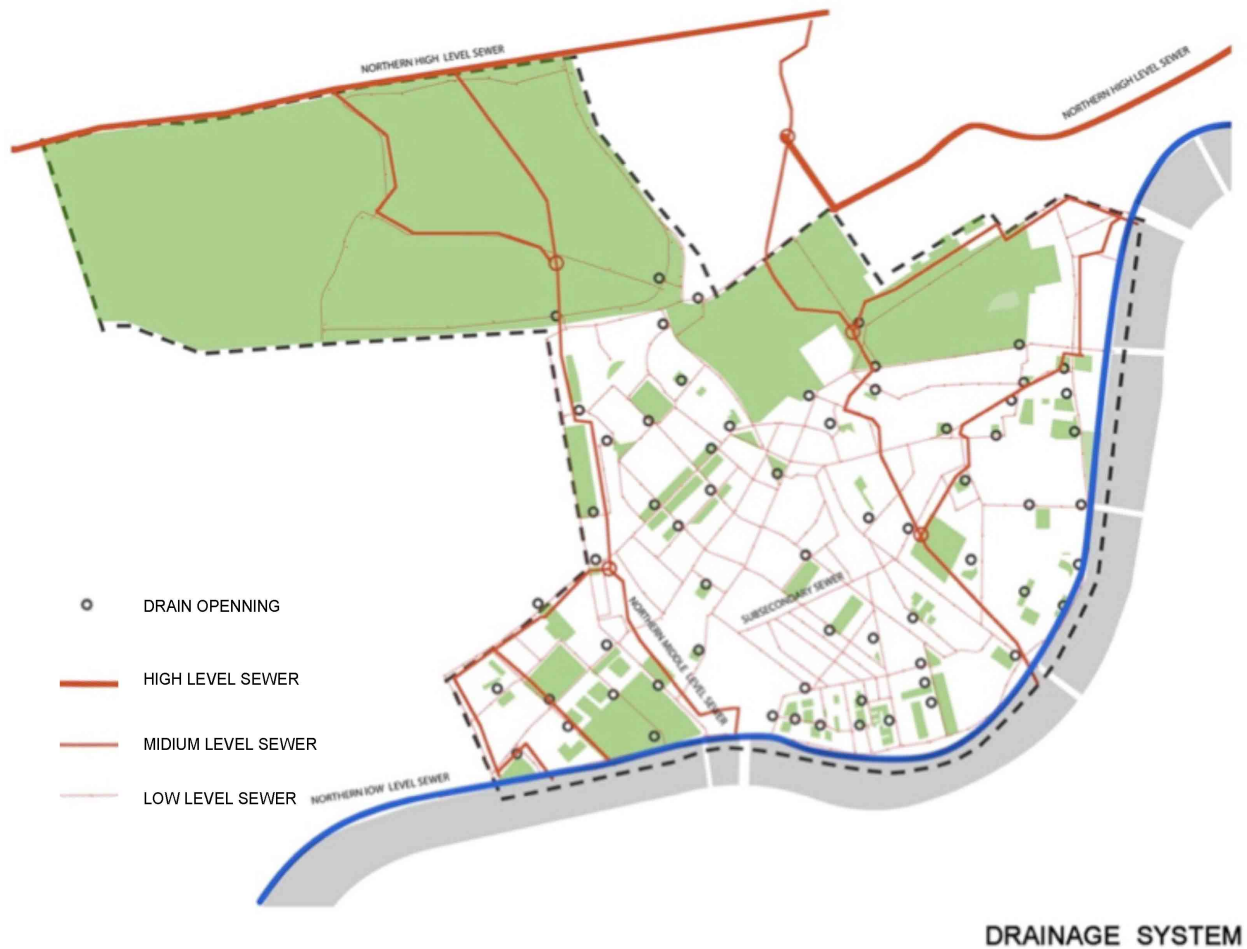 NORTHERN HIGH LEVEL SEWER
NORTHERN HIGH LEVEL SEWER
DRAIN OPENNING
HIGH LEVEL SEWER
MIDIUM LEVEL SEWER
LOW LEVEL SEWER
SUBSECONDARY SEWER
NORTHERN MIDDLE LEVEL SEWER
NORTHERN lOW LEVEL SEWER
DRAINAGE SYSTEM